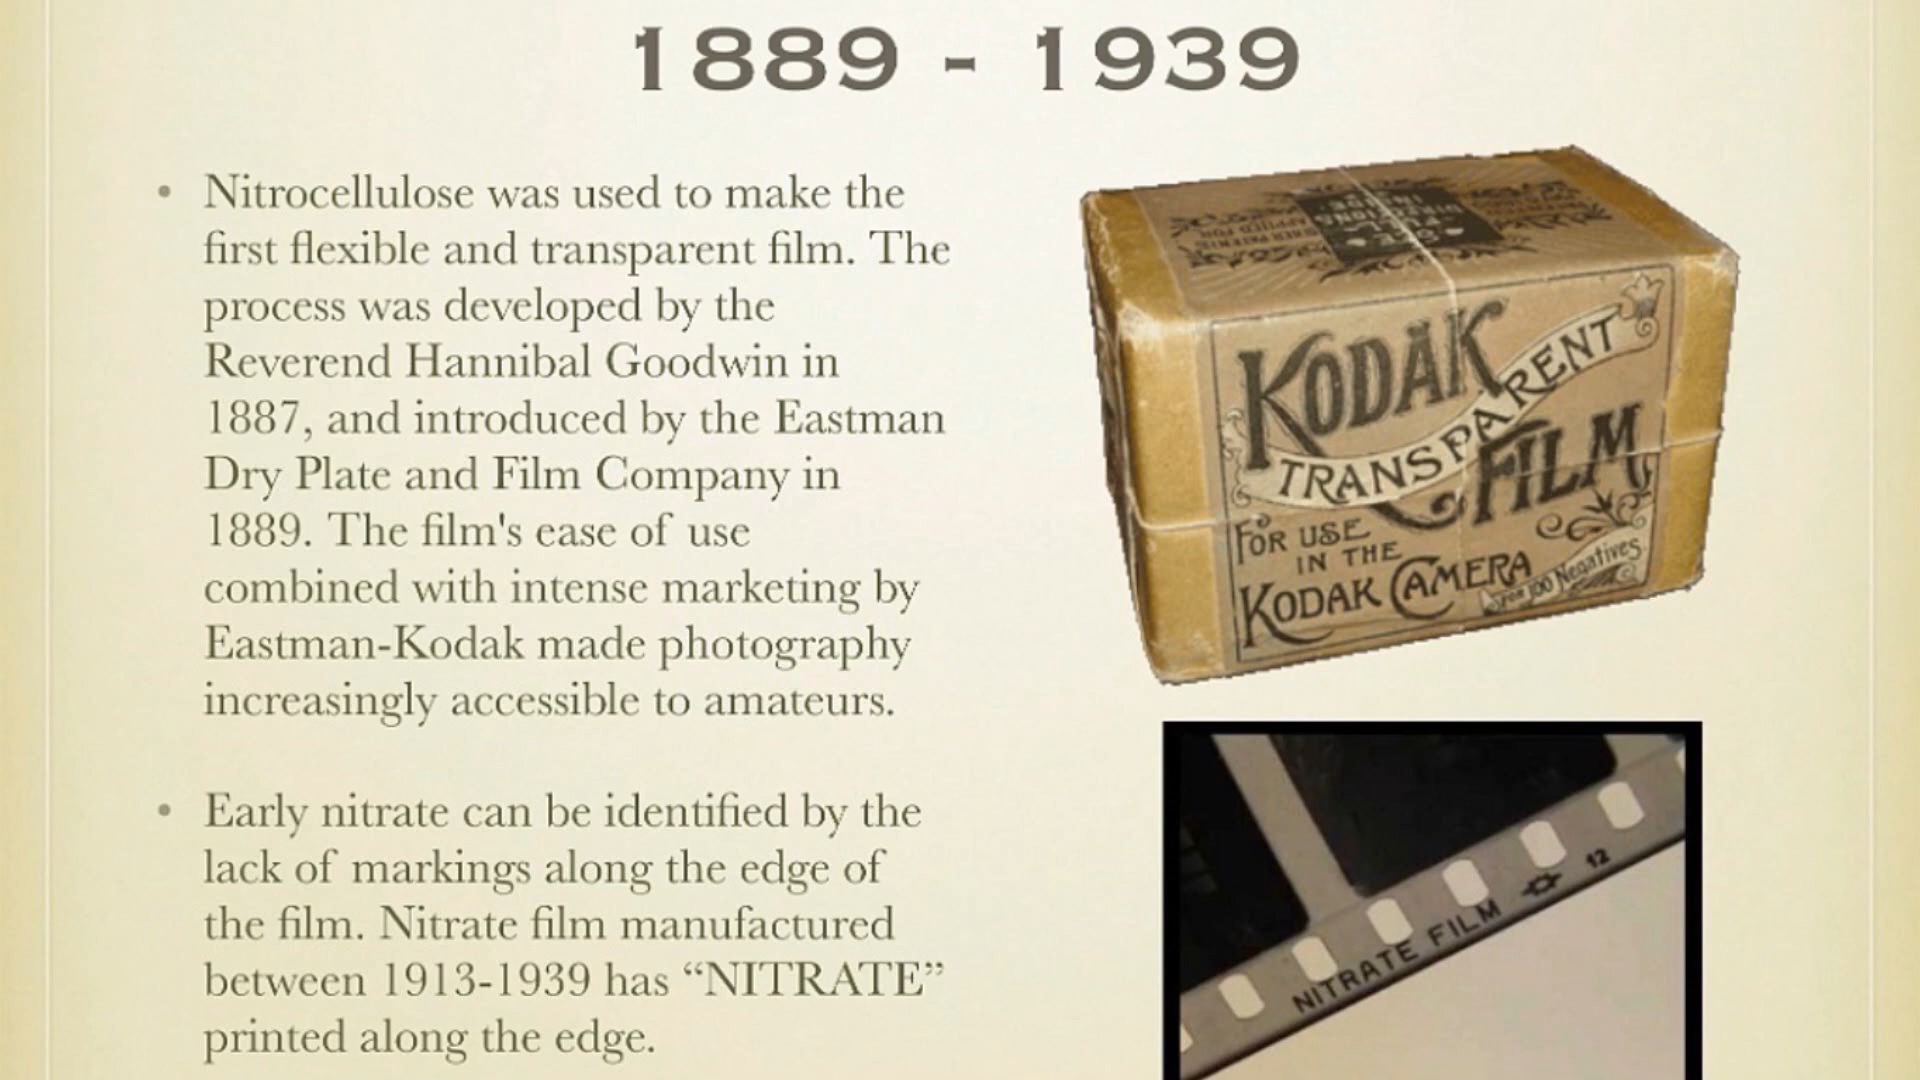 1889 - 1939
• Nitrocellulose was used to make the
first flexible and transparent film. The
process was developed by the
Reverend Hannibal Goodwin in
1887, and introduced by the Eastman
Dry Plate and Film Company in
1889. The film's ease of use
combined with intense marketing by
Eastman-Kodak made photography
increasingly accessible to amateurs.
• Early nitrate can be identified by the
lack of markings along the edge of
the film. Nitrate film manufactured
between 1913-1939 has “NITRATE”
printed along the edge.
KODAK
TRANSPARENT
FILM
FOR USE
IN THE
KODAK CAMERA
FOR 100 Negatives
NITRATE FILM 12